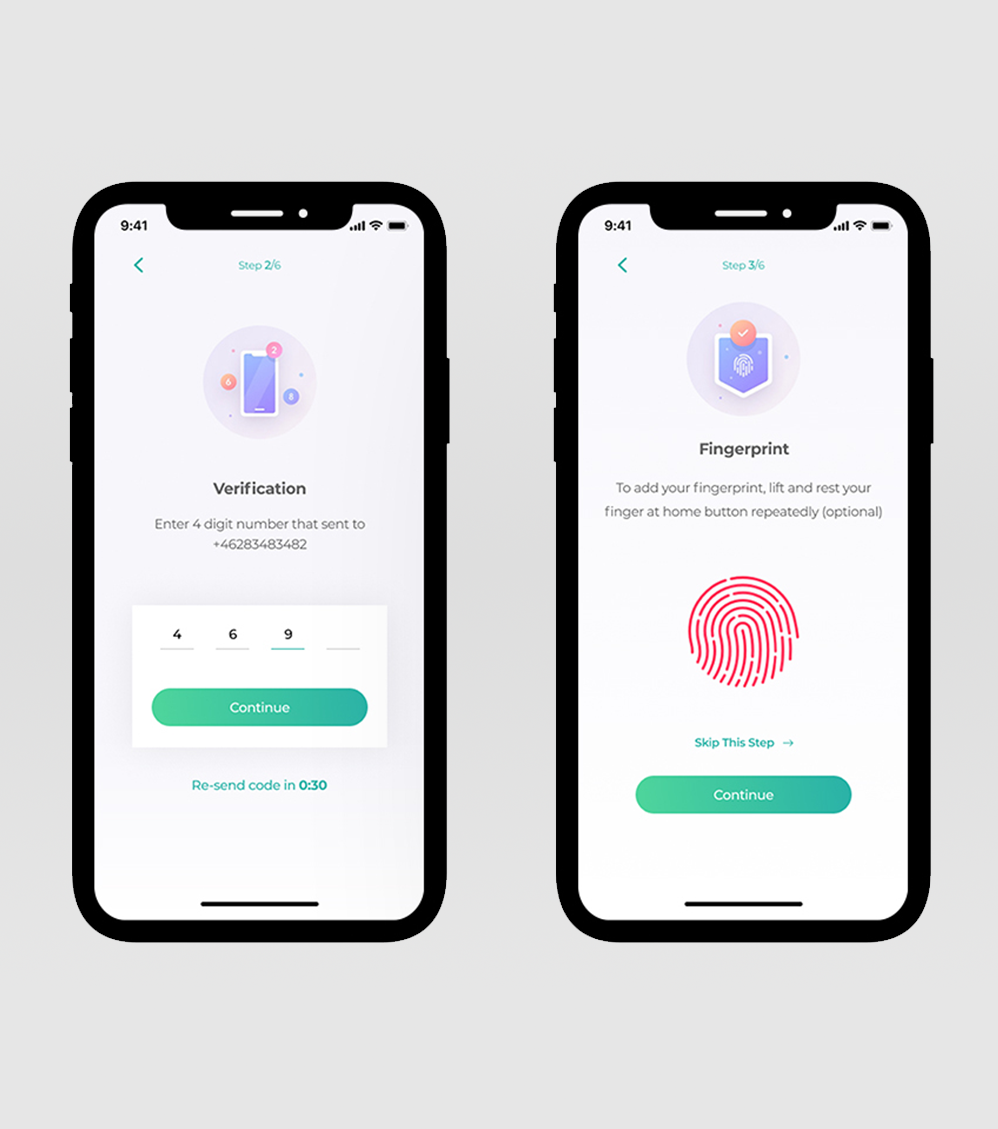 9:41
Step 2/6
2
6
8
Verification
Enter 4 digit number that sent to
+46283483482
4 6 9
Continue
Re-send code in 0:30
9:41
Step 3/6
Fingerprint
To add your fingerprint, lift and rest your
finger at home button repeatedly (optional)
Skip This Step →
Continue